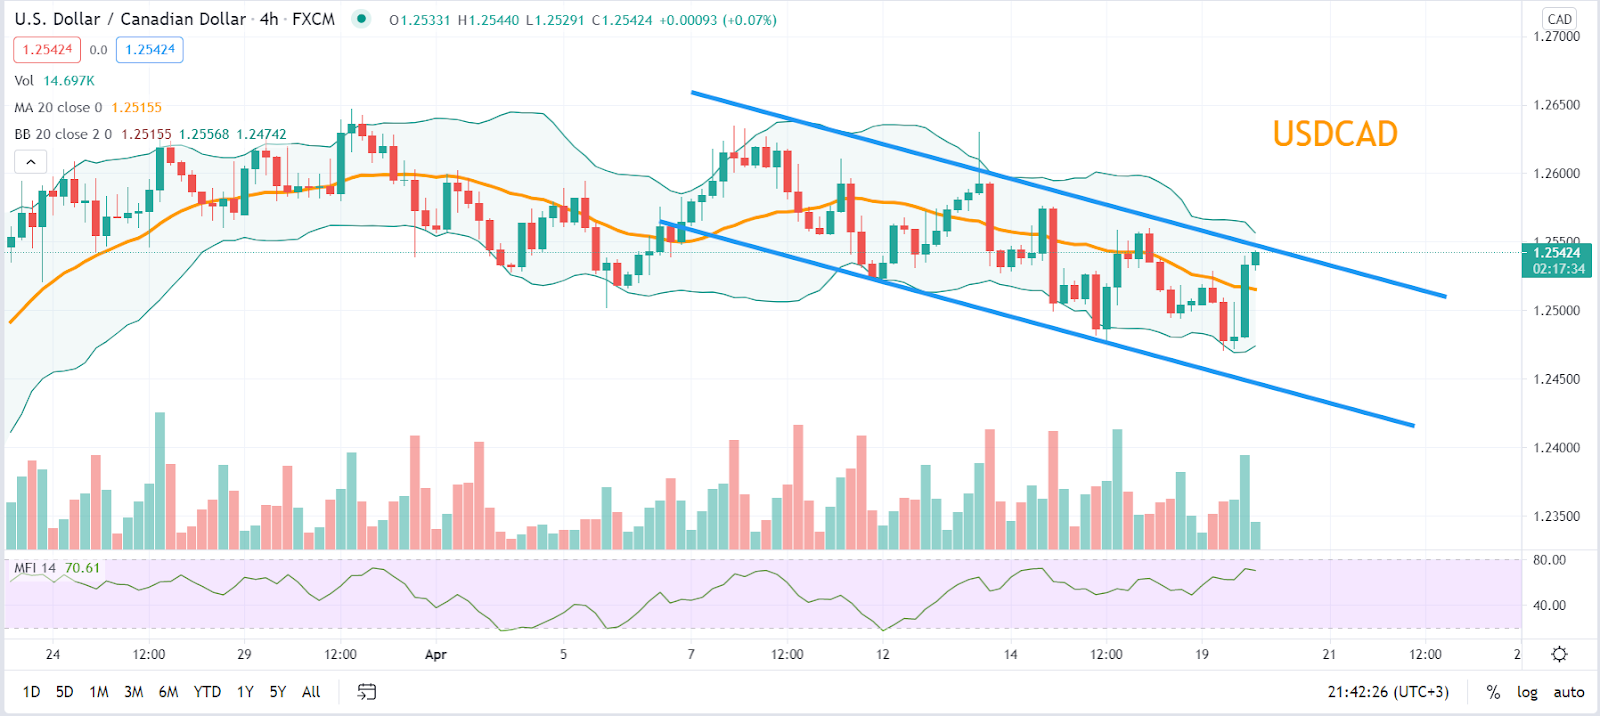 U.S. Dollar / Canadian Dollar · 4h · FXCM O1.25331 H1.25440 L1.25291 C1.25424 +0.00093 (+0.07%)
1.25424 0.0 1.25424
Vol 14.697K
MA 20 close 0 1.25155
BB 20 close 2 0 1.25155 1.25568 1.24742
USDCAD
CAD
1.27000
1.26500
1.26000
1.25500
1.25424
02:17:34
1.25000
1.24500
1.24000
1.23500
MFI 14 70.61
80.00
40.00
24 12:00 29 12:00 Apr 5 7 12:00 12 14 12:00 19 21 12:00 2
1D 5D 1M 3M 6M YTD 1Y 5Y All 21:42:26 (UTC+3) % log auto